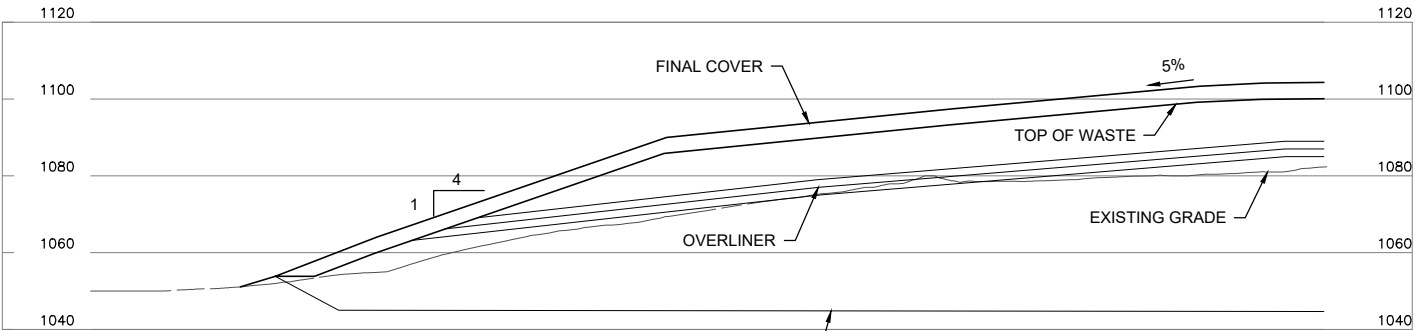 1120 1120
FINAL COVER
5%
1100 1100
TOP OF WASTE
1080 1080
4
1
EXISTING GRADE
OVERLINER
1060 1060
1040 1040